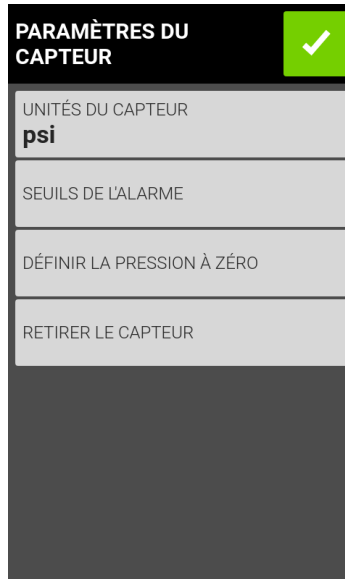 PARAMÈTRES DU
CAPTEUR
UNITÉS DU CAPTEUR
psi
SEUILS DE L'ALARME
DÉFINIR LA PRESSION À ZÉRO
RETIRER LE CAPTEUR